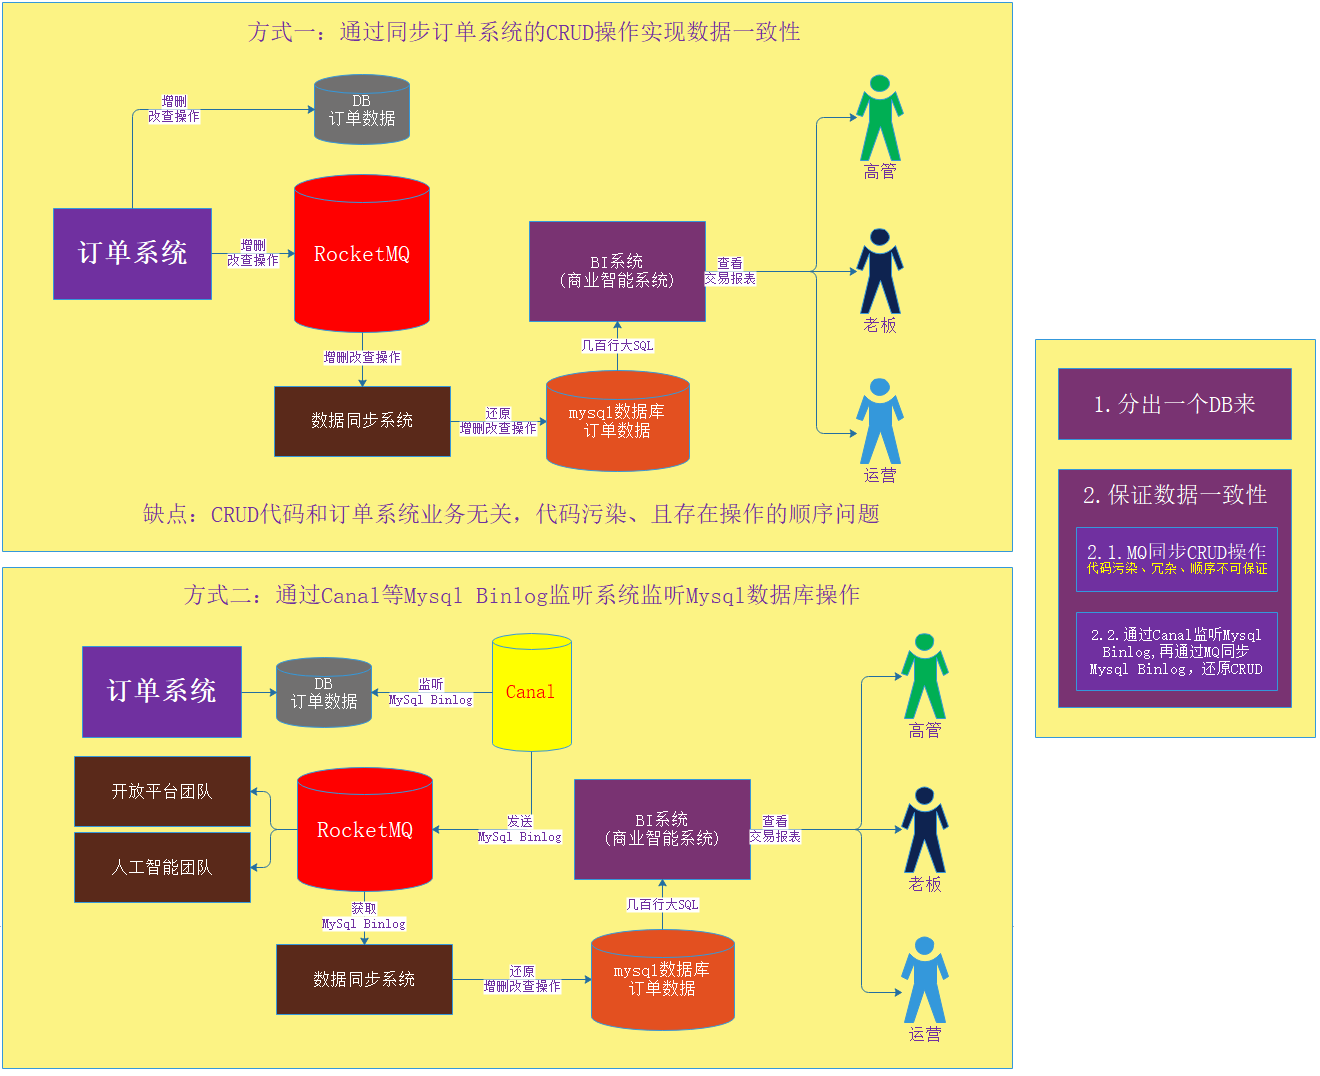 方式一：通过同步订单系统的CRUD操作实现数据一致性
增删
改查操作
DB
订单数据
订单系统
增删
改查操作
RocketMQ
增删改查操作
数据同步系统
还原
增删改查操作
mysql数据库
订单数据
几百行大SQL
BI系统
(商业智能系统)
查看
交易报表
高管
老板
运营
缺点：CRUD代码和订单系统业务无关，代码污染、且存在操作的顺序问题
方式二：通过Canal等Mysql Binlog监听系统监听Mysql数据库操作
订单系统
DB
订单数据
监听
MySql Binlog
Canal
发送
MySql Binlog
RocketMQ
开放平台团队
人工智能团队
获取
MySql Binlog
数据同步系统
还原
增删改查操作
mysql数据库
订单数据
几百行大SQL
BI系统
(商业智能系统)
查看
交易报表
高管
老板
运营
1.分出一个DB来
2.保证数据一致性
2.1.MQ同步CRUD操作
代码污染、冗杂、顺序不可保证
2.2.通过Canal监听Mysql
Binlog,再通过MQ同步
Mysql Binlog，还原CRUD